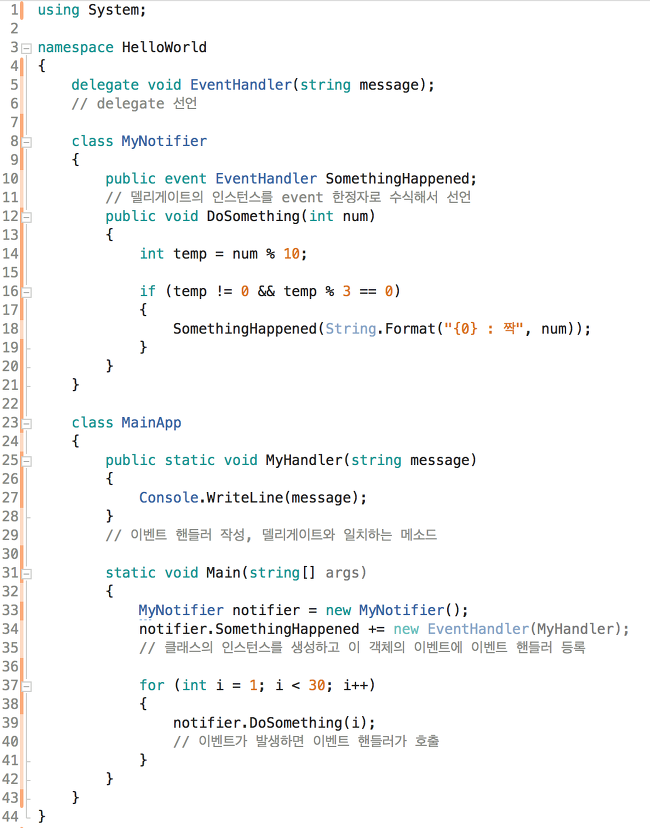 1 using System;
2
3 namespace HelloWorld
4 {
5     delegate void EventHandler(string message);
6     // delegate 선언
7
8     class MyNotifier
9     {
10         public event EventHandler SomethingHappened;
11         // 델리게이트의 인스턴스를 event 한정자로 수식해서 선언
12         public void DoSomething(int num)
13         {
14             int temp = num % 10;
15
16             if (temp != 0 && temp % 3 == 0)
17             {
18                 SomethingHappened(String.Format("{0} : 짝", num));
19             }
20         }
21     }
22
23     class MainApp
24     {
25         public static void MyHandler(string message)
26         {
27             Console.WriteLine(message);
28         }
29         // 이벤트 핸들러 작성, 델리게이트와 일치하는 메소드
30
31         static void Main(string[] args)
32         {
33             MyNotifier notifier = new MyNotifier();
34             notifier.SomethingHappened += new EventHandler(MyHandler);
35             // 클래스의 인스턴스를 생성하고 이 객체의 이벤트에 이벤트 핸들러 등록
36
37             for (int i = 1; i < 30; i++)
38             {
39                 notifier.DoSomething(i);
40                 // 이벤트가 발생하면 이벤트 핸들러가 호출
41             }
42         }
43     }
44 }